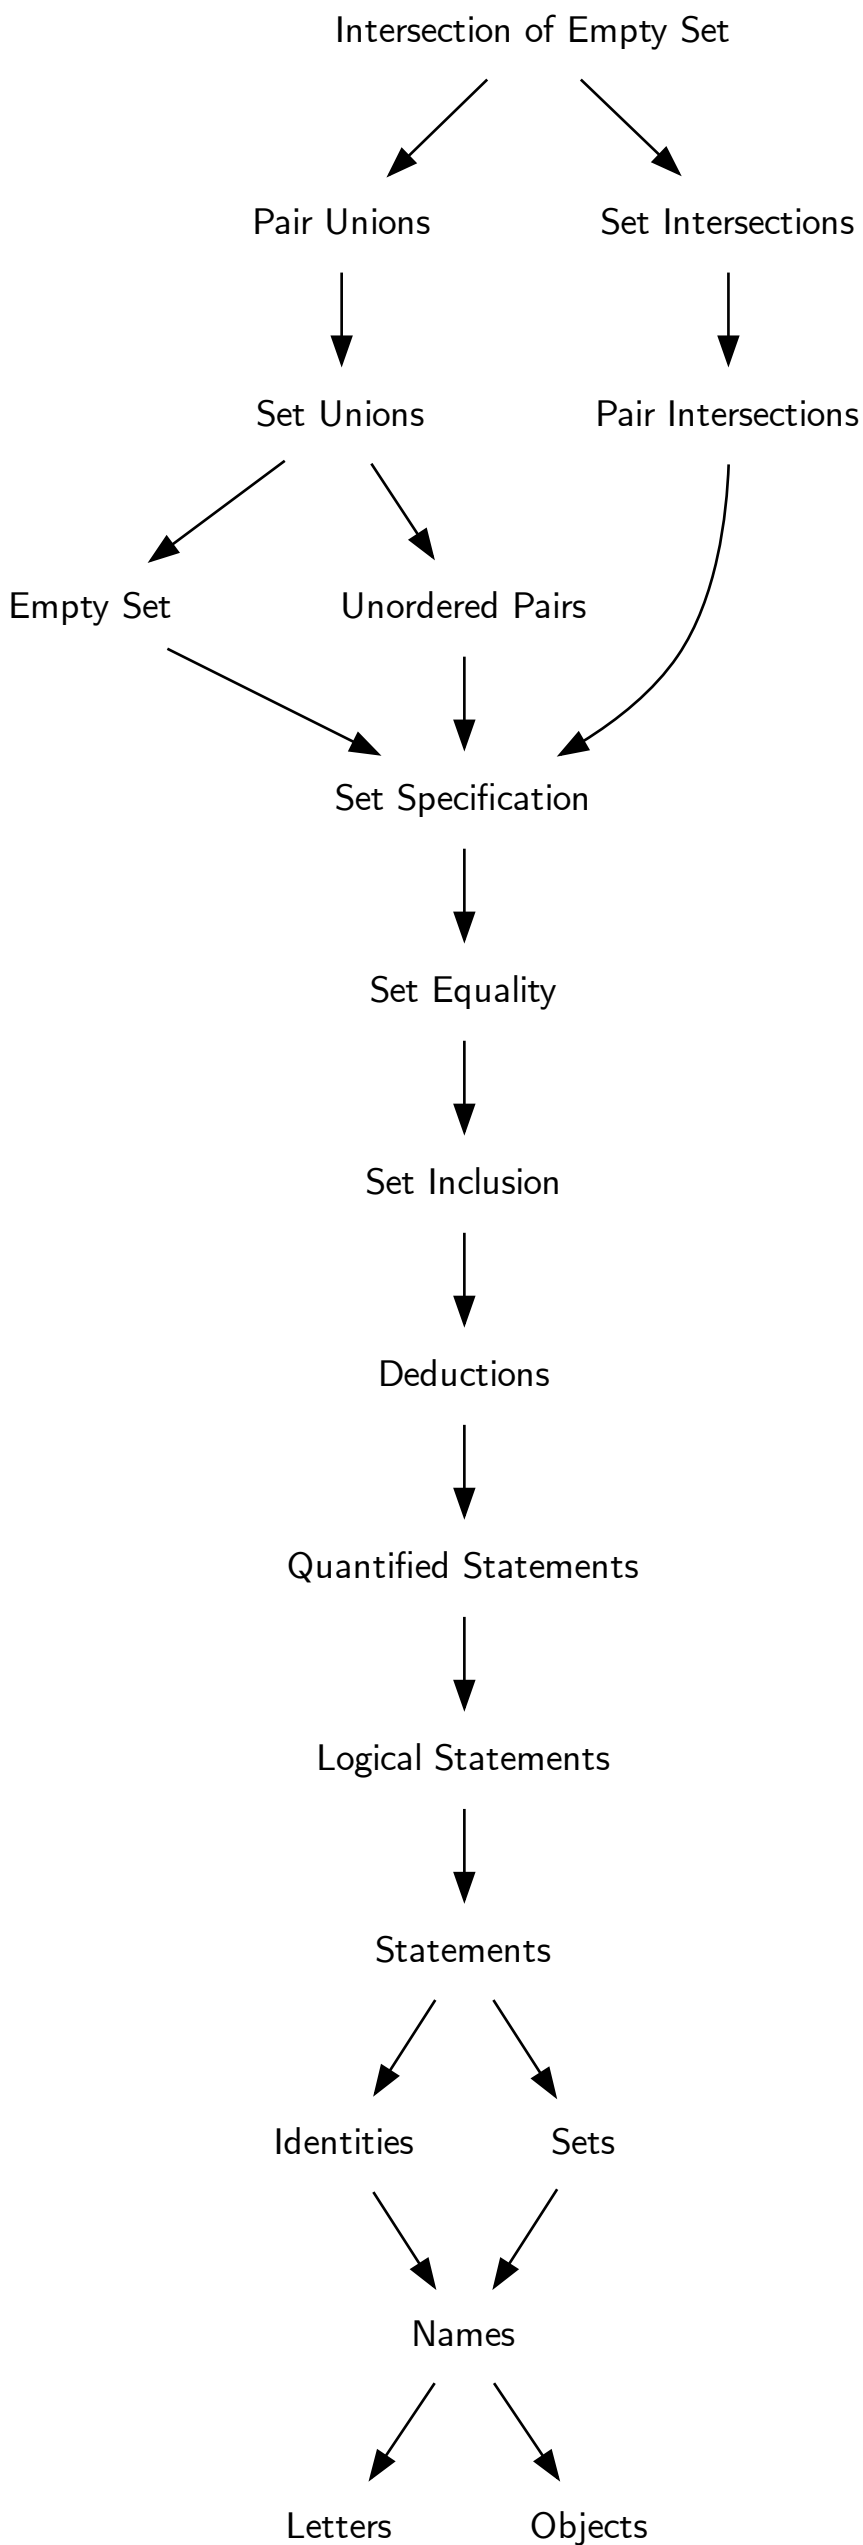 Intersection of Empty Set
Pair Unions
Set Intersections
Set Unions
Pair Intersections
Empty Set
Unordered Pairs
Set Specification
Set Equality
Set Inclusion
Deductions
Quantified Statements
Logical Statements
Statements
Identities
Sets
Names
Letters
Objects